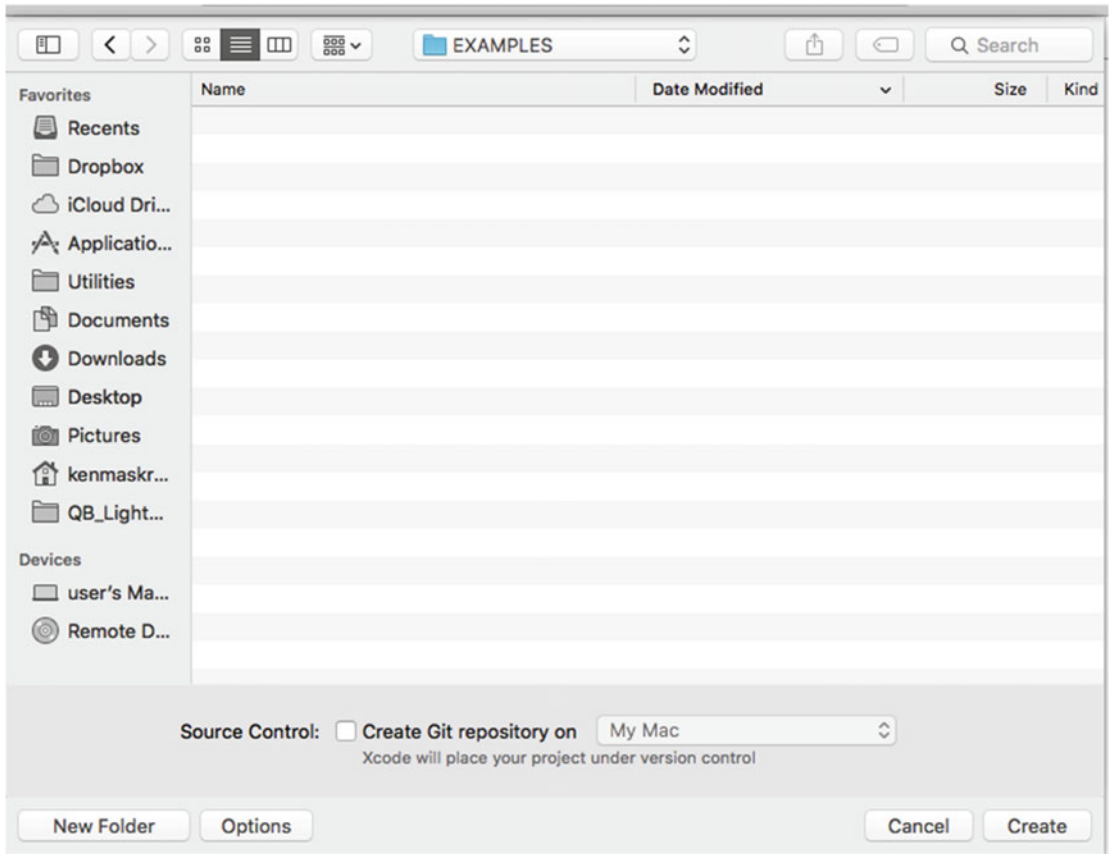 EXAMPLES
Search
Favorites
Name
Date Modified
Size
Kind
Recents
Dropbox
iCloud Dri...
Applicatio...
Utilities
Documents
Downloads
Desktop
Pictures
kenmaskr...
QB_Light...
Devices
user's Ma...
Remote D...
Source Control:
Create Git repository on
My Mac
Xcode will place your project under version control
New Folder
Options
Cancel
Create